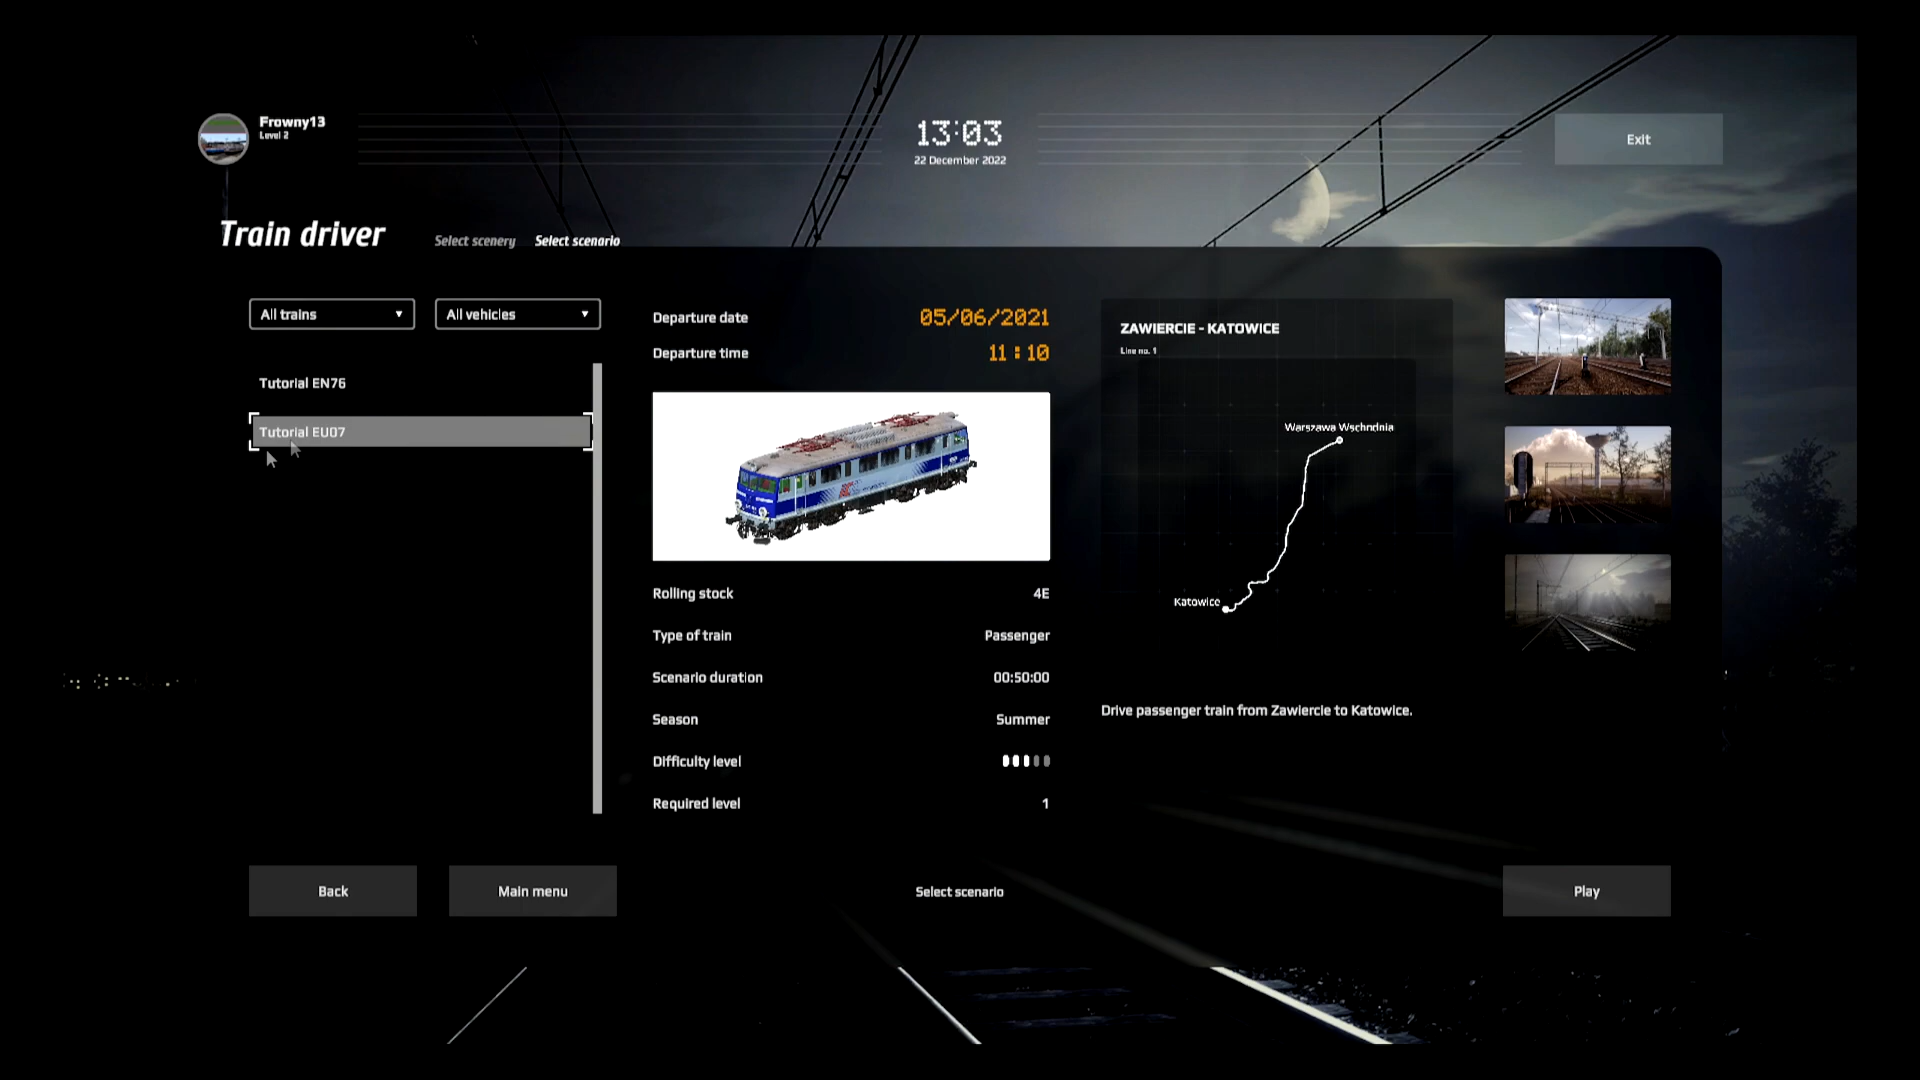 Frowny13
Level 2
13:03
22 December 2022
Exit
Train driver
Select scenery
Select scenario
All trains
All vehicles
Tutorial EN76
Tutorial EU07
Departure date
05/06/2021
Departure time
11:10
Rolling stock
4E
Type of train
Passenger
Scenario duration
00:50:00
Season
Summer
Difficulty level
Required level
1
ZAWIERCIE - KATOWICE
Line no. 1
Warszawa Wschodnia
Katowice
Drive passenger train from Zawiercie to Katowice.
Back
Main menu
Select scenario
Play